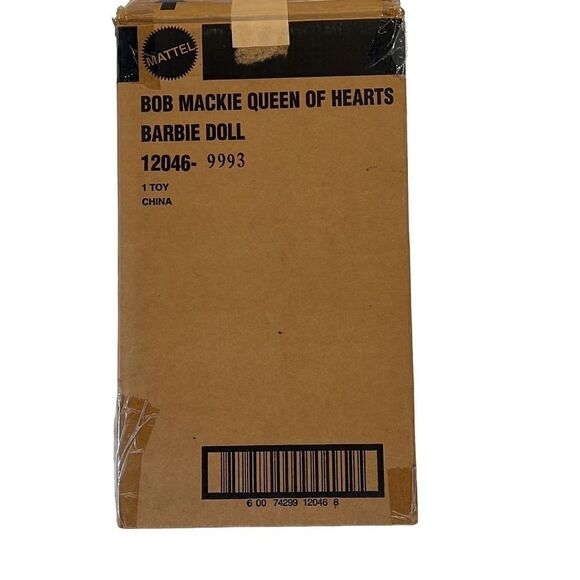 MATTEL
BOB MACKIE QUEEN OF HEARTS
BARBIE DOLL
12046- 9993
1 TOY
CHINA
6 00 74299 12046 8